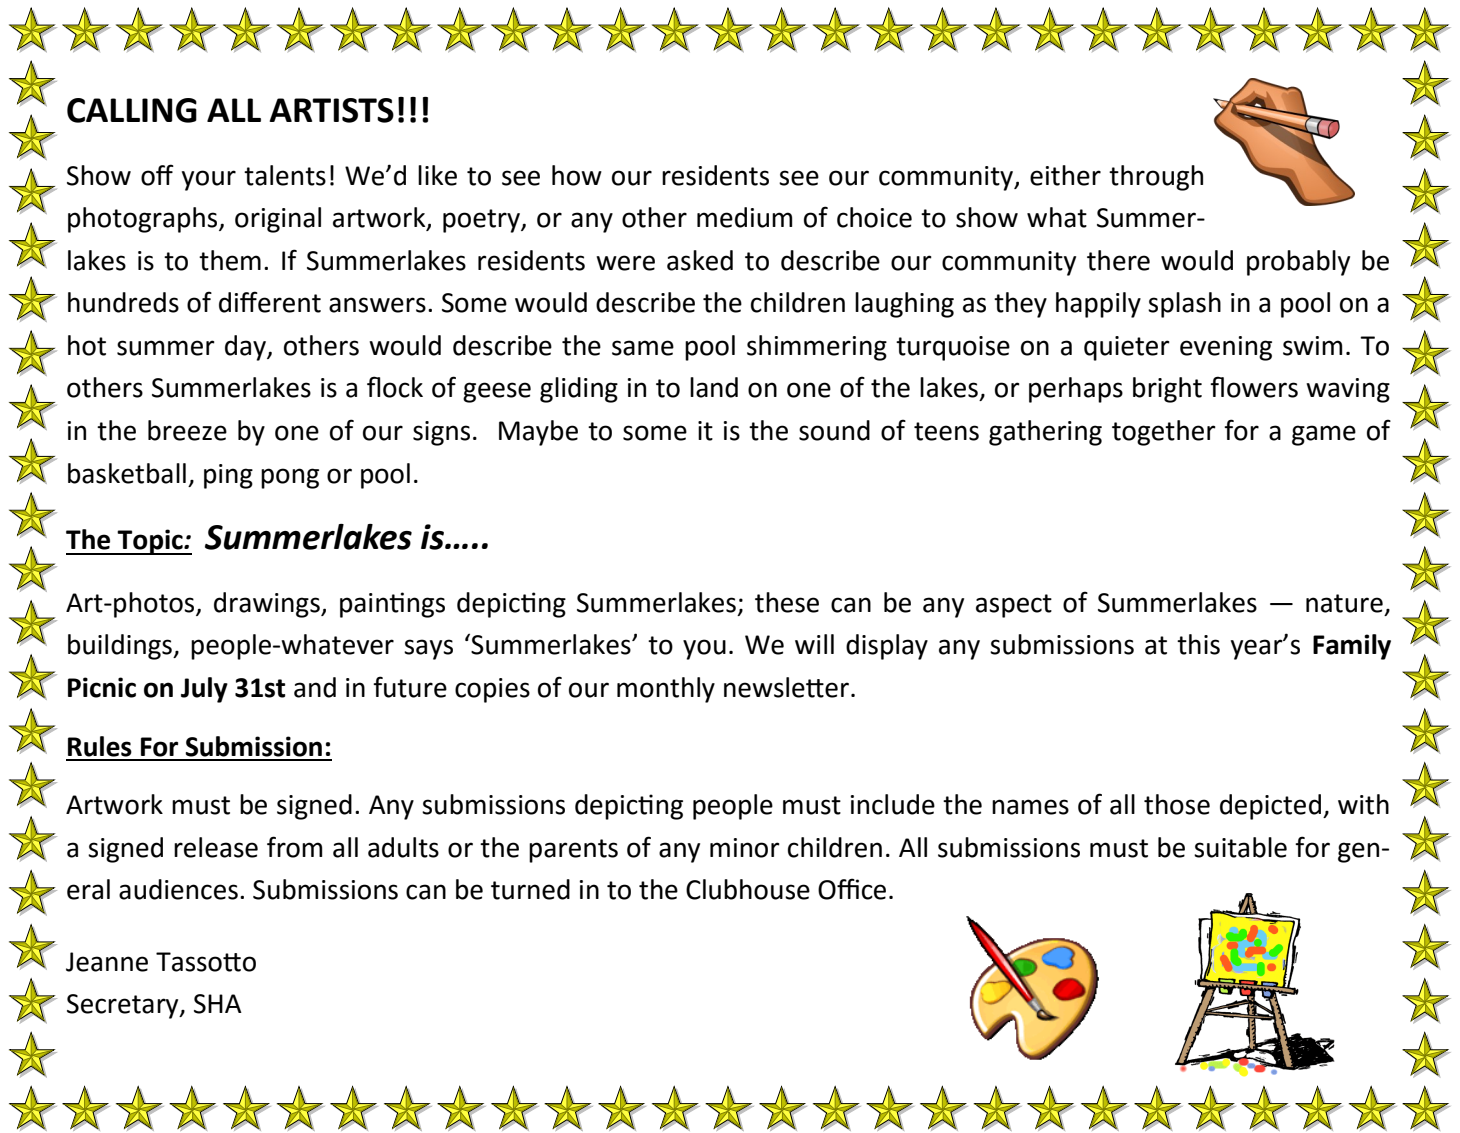 CALLING ALL ARTISTS!!!
Show off your talents! We’d like to see how our residents see our community, either through
photographs, original artwork, poetry, or any other medium of choice to show what Summer-
lakes is to them. If Summerlakes residents were asked to describe our community there would probably be
hundreds of different answers. Some would describe the children laughing as they happily splash in a pool on a
hot summer day, others would describe the same pool shimmering turquoise on a quieter evening swim. To
others Summerlakes is a flock of geese gliding in to land on one of the lakes, or perhaps bright flowers waving
in the breeze by one of our signs.  Maybe to some it is the sound of teens gathering together for a game of
basketball, ping pong or pool.
The Topic: Summerlakes is.....
Art-photos, drawings, paintings depicting Summerlakes; these can be any aspect of Summerlakes — nature,
buildings, people-whatever says ‘Summerlakes’ to you. We will display any submissions at this year’s Family
Picnic on July 31st and in future copies of our monthly newsletter.
Rules For Submission:
Artwork must be signed. Any submissions depicting people must include the names of all those depicted, with
a signed release from all adults or the parents of any minor children. All submissions must be suitable for gen-
eral audiences. Submissions can be turned in to the Clubhouse Office.
Jeanne Tassotto
Secretary, SHA